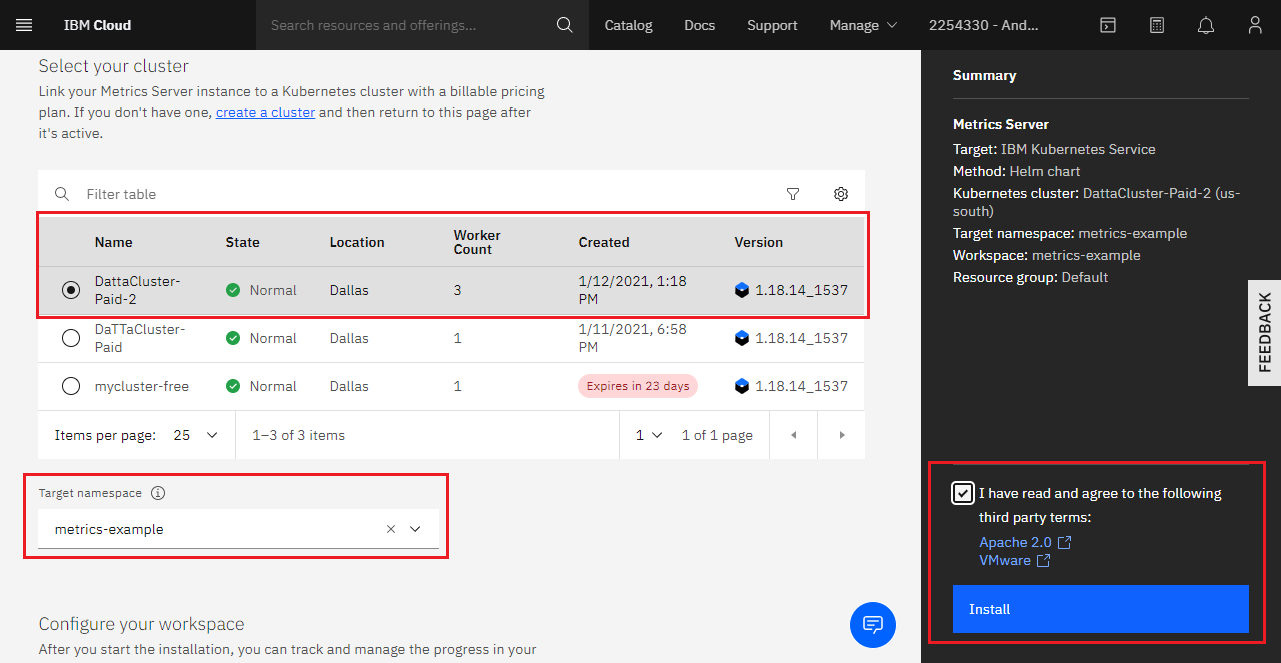 IBM Cloud
Search resources and offerings...
Catalog
Docs
Support
Manage
2254330 - And...
Select your cluster
Link your Metrics Server instance to a Kubernetes cluster with a billable pricing
plan. If you don't have one, create a cluster and then return to this page after
it's active.
Filter table
Name State Location Worker Count Created Version
DattaCluster-Paid-2 Normal Dallas 3 1/12/2021, 1:18 PM 1.18.14_1537
DaTTaCluster-Paid Normal Dallas 1 1/11/2021, 6:58 PM 1.18.14_1537
mycluster-free Normal Dallas 1 Expires in 23 days 1.18.14_1537
Items per page: 25 1–3 of 3 items 1 1 of 1 page
Target namespace
metrics-example
Configure your workspace
After you start the installation, you can track and manage the progress in your
Summary
Metrics Server
Target: IBM Kubernetes Service
Method: Helm chart
Kubernetes cluster: DattaCluster-Paid-2 (us-
south)
Target namespace: metrics-example
Workspace: metrics-example
Resource group: Default
FEEDBACK
I have read and agree to the following
third party terms:
Apache 2.0
VMware
Install